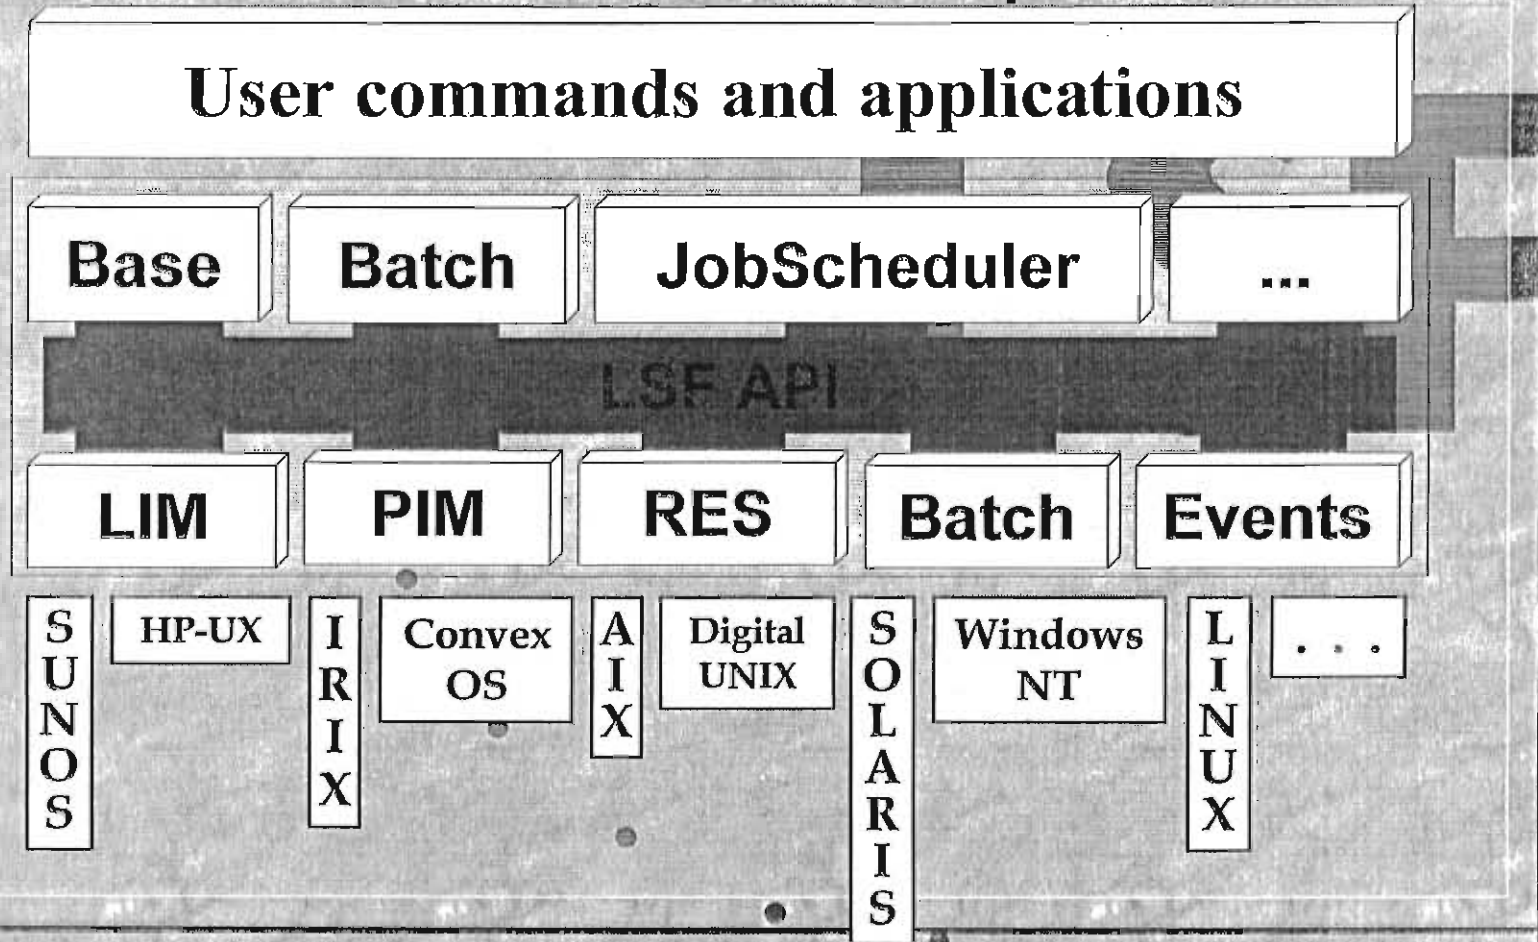 User commands and applications
Base
Batch
JobScheduler
...
LSF API
LIM
PIM
RES
Batch
Events
SUNOS
HP-UX
IRIX
Convex
OS
AIX
Digital
UNIX
SOLARIS
Windows
NT
LINUX
. . .